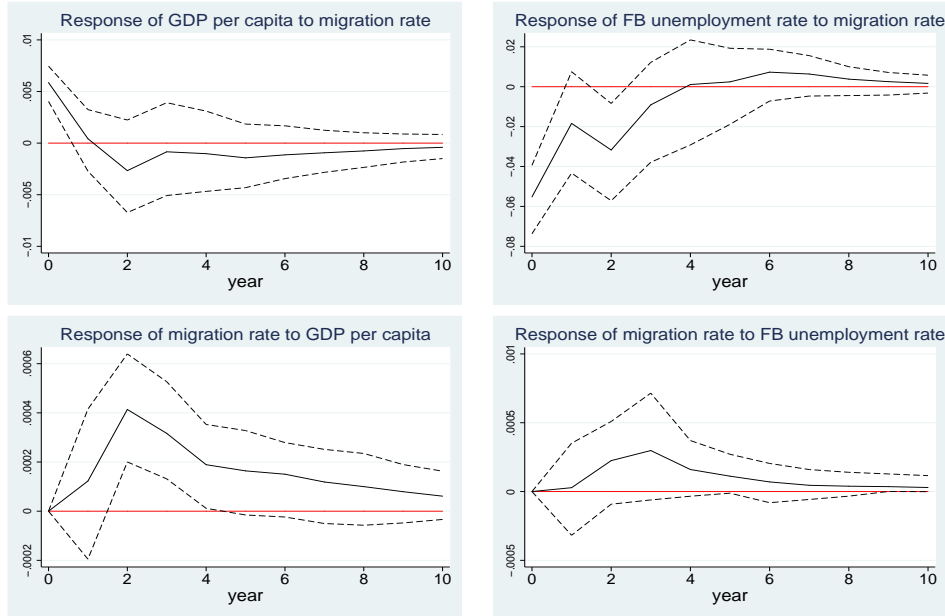 Response of GDP per capita to migration rate
.01
.005
0
-.005
-.01
0 2 4 6 8 10
year
Response of FB unemployment rate to migration rate
.02
0
-.02
-.04
-.06
-.08
0 2 4 6 8 10
year
Response of migration rate to GDP per capita
.0006
.0004
.0002
0
-.0002
0 2 4 6 8 10
year
Response of migration rate to FB unemployment rate
.001
.0005
0
-.0005
0 2 4 6 8 10
year